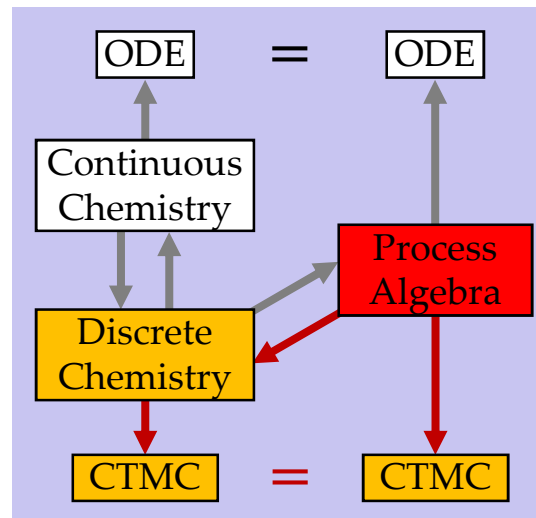 ODE = ODE
Continuous
Chemistry
Process
Algebra
Discrete
Chemistry
CTMC = CTMC